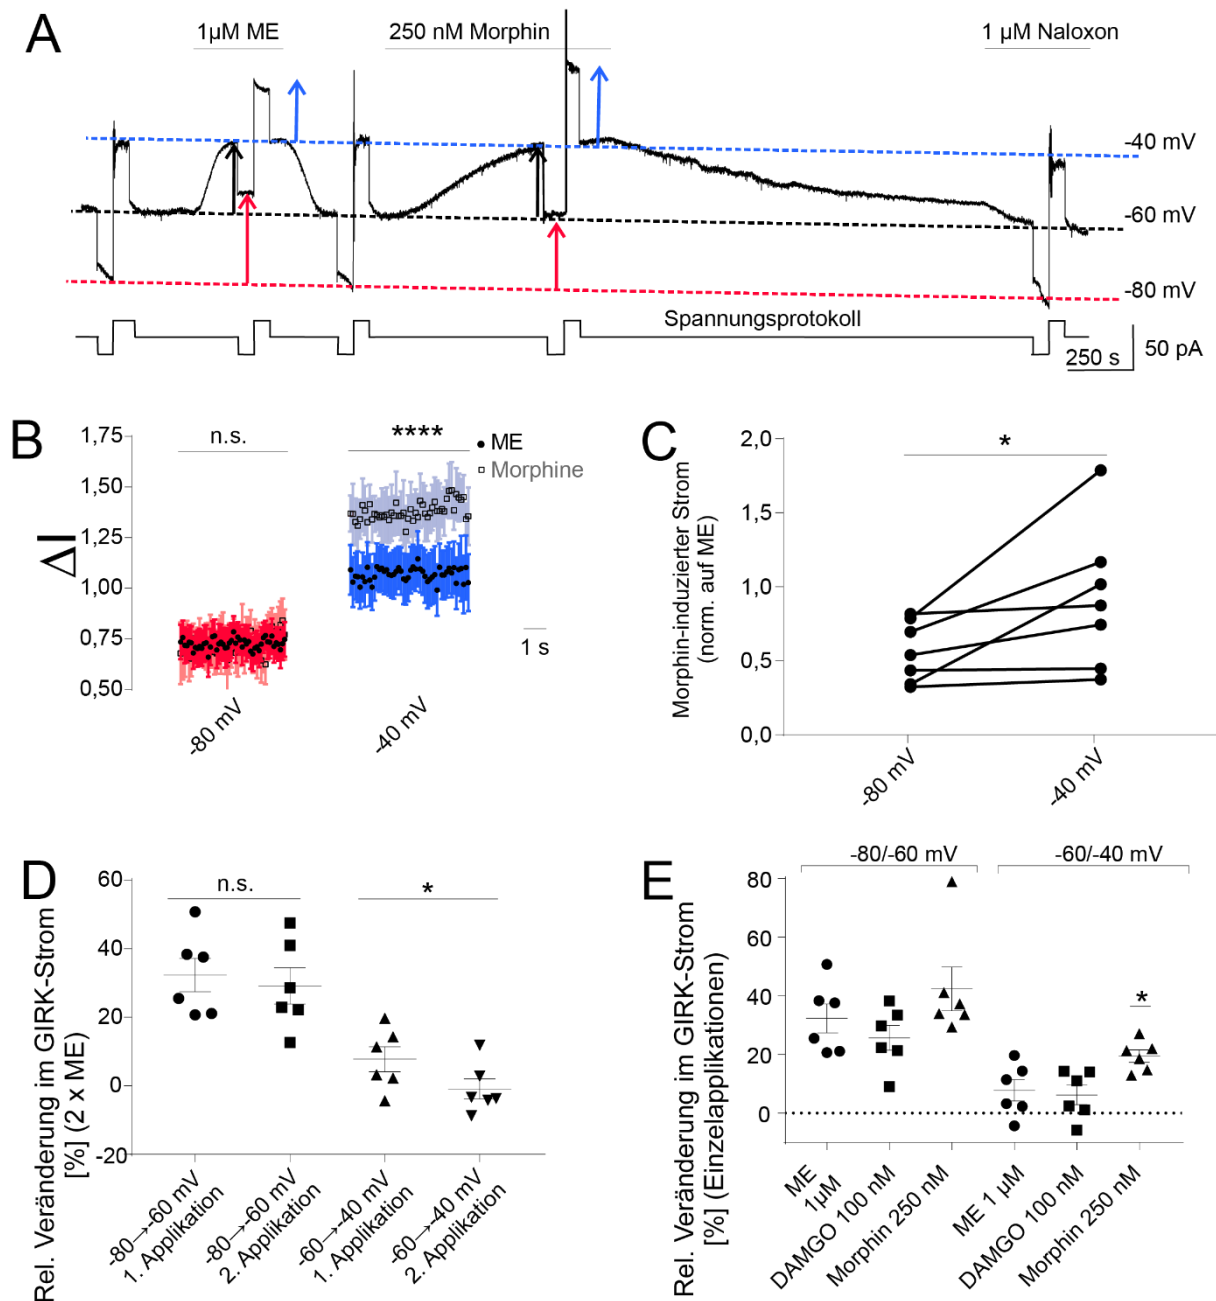 A
1µM ME
250 nM Morphin
1 µM Naloxon
-40 mV
-60 mV
-80 mV
Spannungsprotokoll
250 s
50 pA
B
ΔI
1,75
1,50
1,25
1,00
0,75
0,50
n.s.
****
ME
Morphine
1 s
-80 mV
-40 mV
C
Morphin-induzierter Strom
(norm. auf ME)
2,0
1,5
1,0
0,5
0,0
*
-80 mV
-40 mV
D
Rel. Veränderung im GIRK-Strom
[%] (2 x ME)
60
40
20
0
-20
n.s.
*
-80→-60 mV
1. Applikation
-80→-60 mV
2. Applikation
-60→-40 mV
1. Applikation
-60→-40 mV
2. Applikation
E
Rel. Veränderung im GIRK-Strom
[%] (Einzelapplikationen)
-80/-60 mV
-60/-40 mV
80
60
40
20
0
*
ME
1µM
DAMGO 100 nM
Morphin 250 nM
ME 1 µM
DAMGO 100 nM
Morphin 250 nM